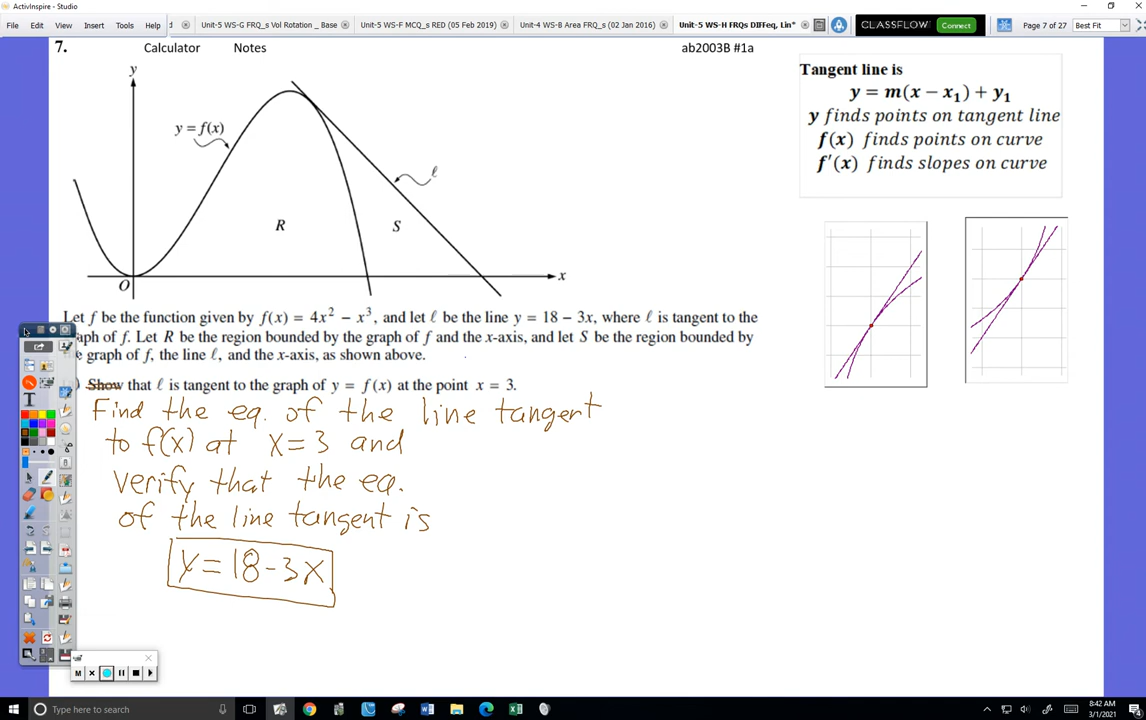 ActivInspire - Studio
File Edit View Insert Tools Help
Unit-5 WS-G FRQ_s Vol Rotation _ Base
Unit-5 WS-F MCQ_s RED (05 Feb 2019)
Unit-4 WS-B Area FRQ_s (02 Jan 2016)
Unit-5 WS-H FRQs DIFFeq, Lin*
CLASSFLOW Connect
Page 7 of 27
Best Fit
7. Calculator Notes ab2003B #1a
y
y = f(x)
ℓ
R
S
O
x
Tangent line is
y = m(x − x₁) + y₁
y finds points on tangent line
f(x) finds points on curve
f′(x) finds slopes on curve
Let f be the function given by f(x) = 4x² − x³, and let ℓ be the line y = 18 − 3x, where ℓ is tangent to the
aph of f. Let R be the region bounded by the graph of f and the x-axis, and let S be the region bounded by
e graph of f, the line ℓ, and the x-axis, as shown above.
) Show that ℓ is tangent to the graph of y = f(x) at the point x = 3.
Find the eq. of the line tangent
to f(x) at x=3 and
verify that the eq.
of the line tangent is
y=18-3x
M
Type here to search
8:42 AM
3/1/2021